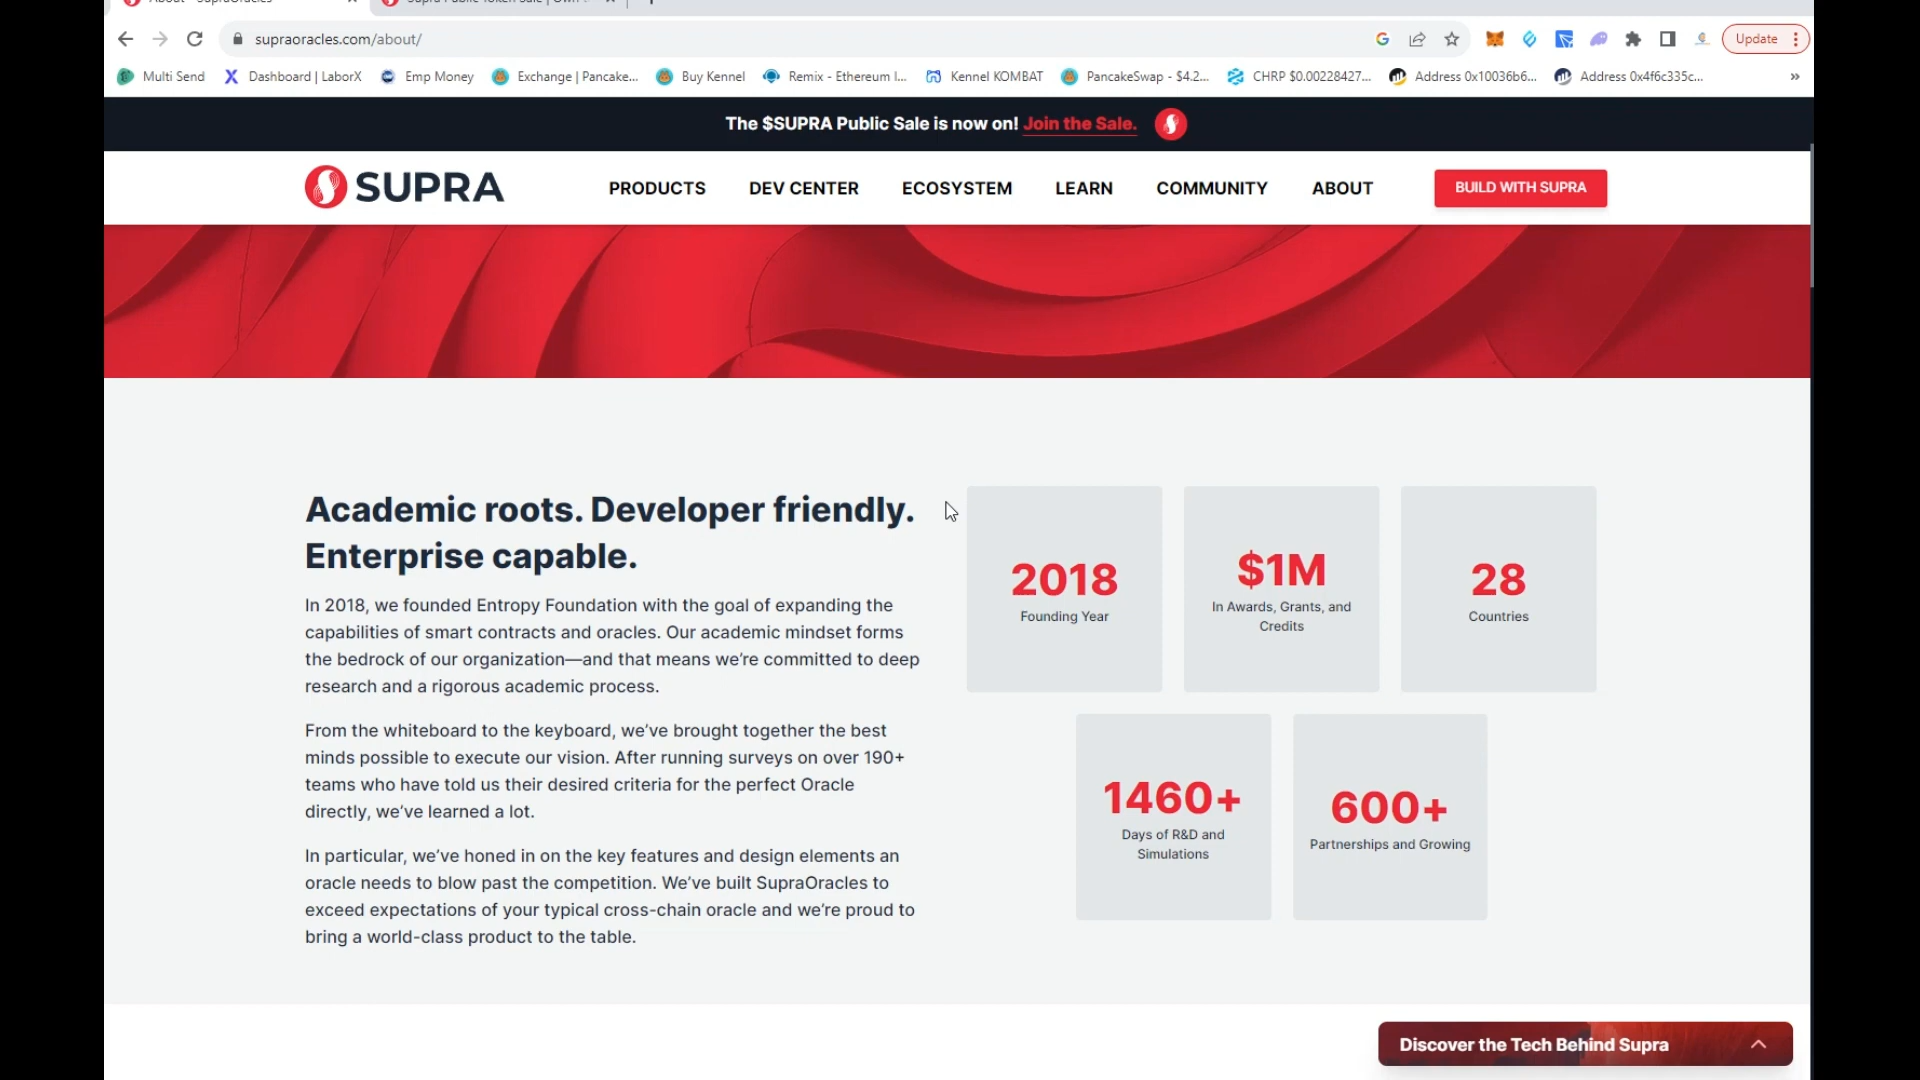 About - SupraOracles
Supra Public Token Sale | Own
supraoracles.com/about/
Update
Multi Send
Dashboard | LaborX
Emp Money
Exchange | Pancake...
Buy Kennel
Remix - Ethereum I...
Kennel KOMBAT
PancakeSwap - $4.2...
CHRP $0.00228427...
Address 0x10036b6...
Address 0x4f6c335c...
The $SUPRA Public Sale is now on! Join the Sale.
SUPRA
PRODUCTS
DEV CENTER
ECOSYSTEM
LEARN
COMMUNITY
ABOUT
BUILD WITH SUPRA
Academic roots. Developer friendly.
Enterprise capable.
In 2018, we founded Entropy Foundation with the goal of expanding the
capabilities of smart contracts and oracles. Our academic mindset forms
the bedrock of our organization—and that means we’re committed to deep
research and a rigorous academic process.
From the whiteboard to the keyboard, we’ve brought together the best
minds possible to execute our vision. After running surveys on over 190+
teams who have told us their desired criteria for the perfect Oracle
directly, we’ve learned a lot.
In particular, we’ve honed in on the key features and design elements an
oracle needs to blow past the competition. We’ve built SupraOracles to
exceed expectations of your typical cross-chain oracle and we’re proud to
bring a world-class product to the table.
2018
Founding Year
$1M
In Awards, Grants, and
Credits
28
Countries
1460+
Days of R&D and
Simulations
600+
Partnerships and Growing
Discover the Tech Behind Supra